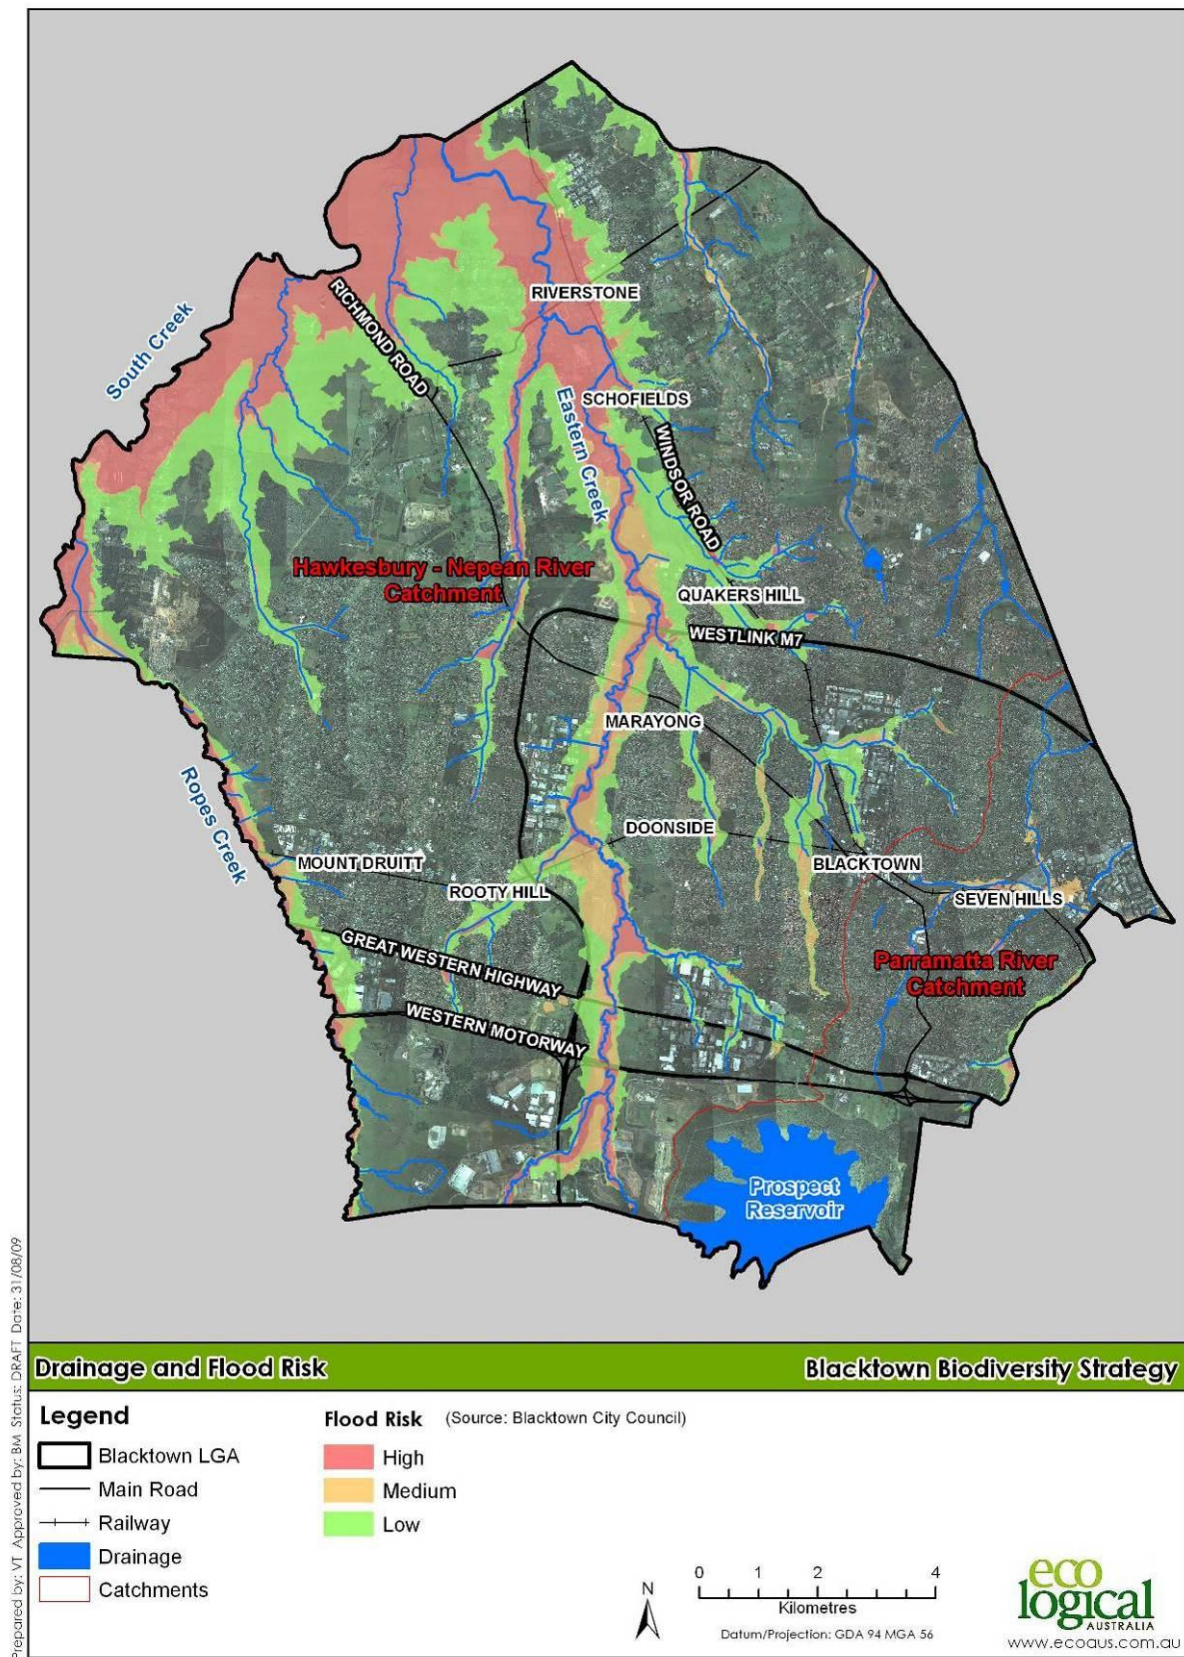 RIVERSTONE
RICHMOND ROAD
South Creek
Eastern Creek
SCHOFIELDS
WINDSOR ROAD
Hawkesbury - Nepean River
Catchment
QUAKERS HILL
WESTLINK M7
MARAYONG
Ropes Creek
DOONSIDE
MOUNT DRUITT
BLACKTOWN
ROOTY HILL
SEVEN HILLS
GREAT WESTERN HIGHWAY
Parramatta River
Catchment
WESTERN MOTORWAY
Prospect
Reservoir
Prepared by: VT Approved by: BM Status: DRAFT Date: 31/08/09
Drainage and Flood Risk
Blacktown Biodiversity Strategy
Legend
Blacktown LGA
Main Road
Railway
Drainage
Catchments
Flood Risk (Source: Blacktown City Council)
High
Medium
Low
N
0 1 2 4
Kilometres
Datum/Projection: GDA 94 MGA 56
eco
logical
AUSTRALIA
www.ecoaus.com.au